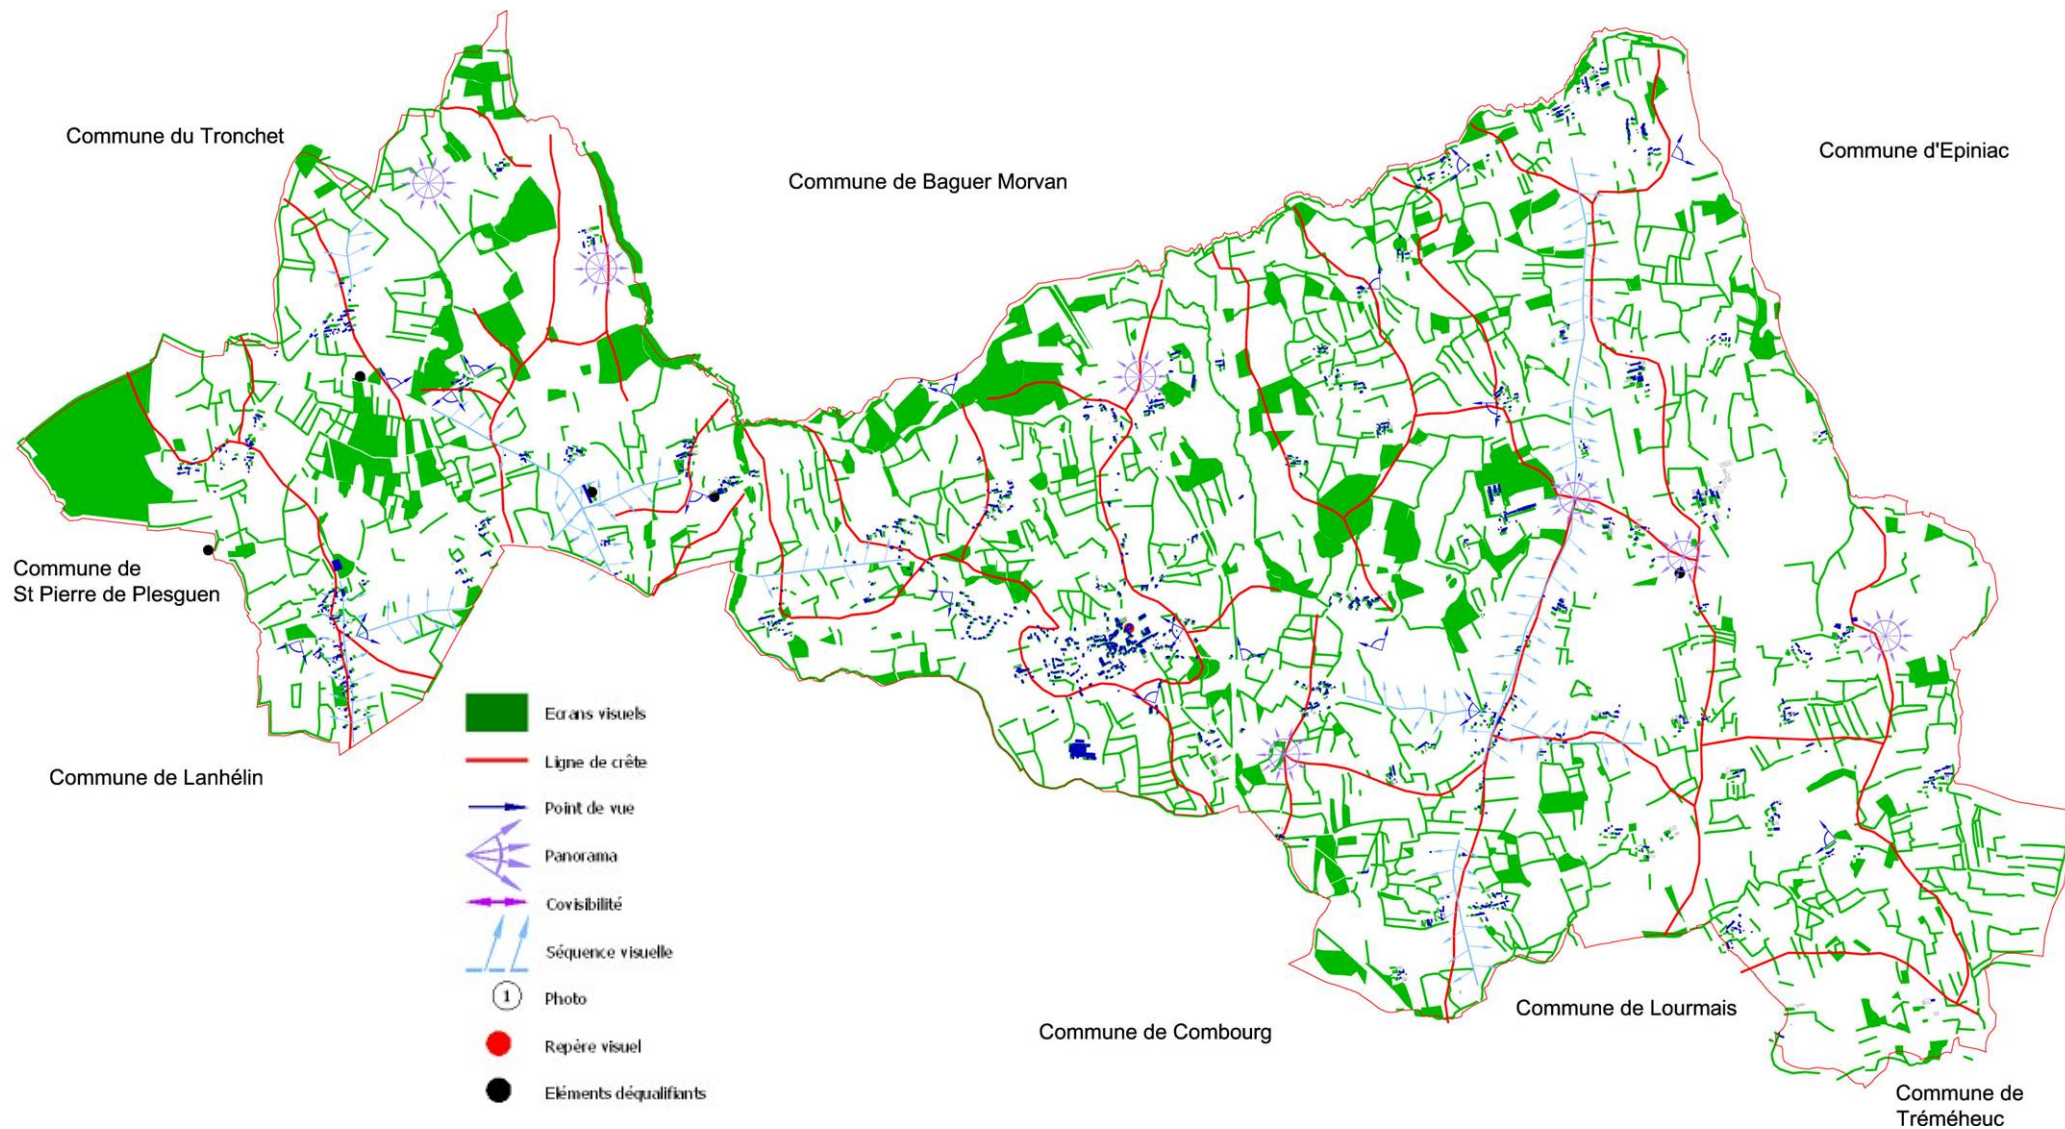 Commune du Tronchet
Commune de Baguer Morvan
Commune d'Epiniac
Commune de
St Pierre de Plesguen
Commune de Lanhélin
Ecrans visuels
Ligne de crête
Point de vue
Panorama
Covisibilité
Séquence visuelle
1 Photo
Repère visuel
Eléments déqualifiants
Commune de Combourg
Commune de Lourmais
Commune de
Tréméheuc